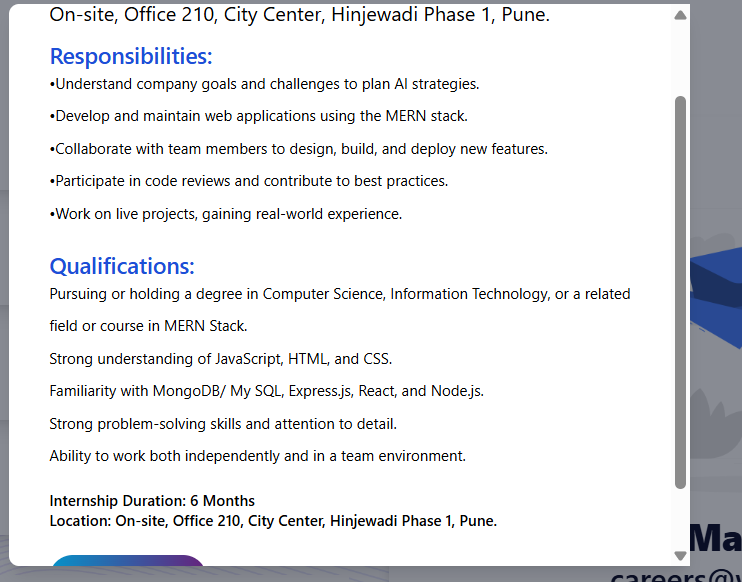 On-site, Office 210, City Center, Hinjewadi Phase 1, Pune.
Responsibilities:
•Understand company goals and challenges to plan AI strategies.
•Develop and maintain web applications using the MERN stack.
•Collaborate with team members to design, build, and deploy new features.
•Participate in code reviews and contribute to best practices.
•Work on live projects, gaining real-world experience.
Qualifications:
Pursuing or holding a degree in Computer Science, Information Technology, or a related
field or course in MERN Stack.
Strong understanding of JavaScript, HTML, and CSS.
Familiarity with MongoDB/ My SQL, Express.js, React, and Node.js.
Strong problem-solving skills and attention to detail.
Ability to work both independently and in a team environment.
Internship Duration: 6 Months
Location: On-site, Office 210, City Center, Hinjewadi Phase 1, Pune.
Ma
careers@